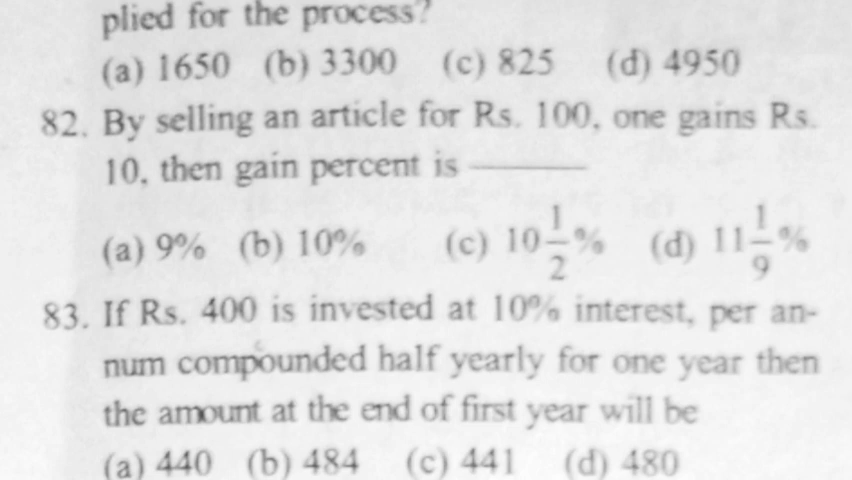 plied for the process?
(a) 1650 (b) 3300 (c) 825 (d) 4950
82. By selling an article for Rs. 100, one gains Rs.
10, then gain percent is ______
(a) 9% (b) 10% (c) 10 1/2% (d) 11 1/9%
83. If Rs. 400 is invested at 10% interest, per an-
num compounded half yearly for one year then
the amount at the end of first year will be
(a) 440 (b) 484 (c) 441 (d) 480